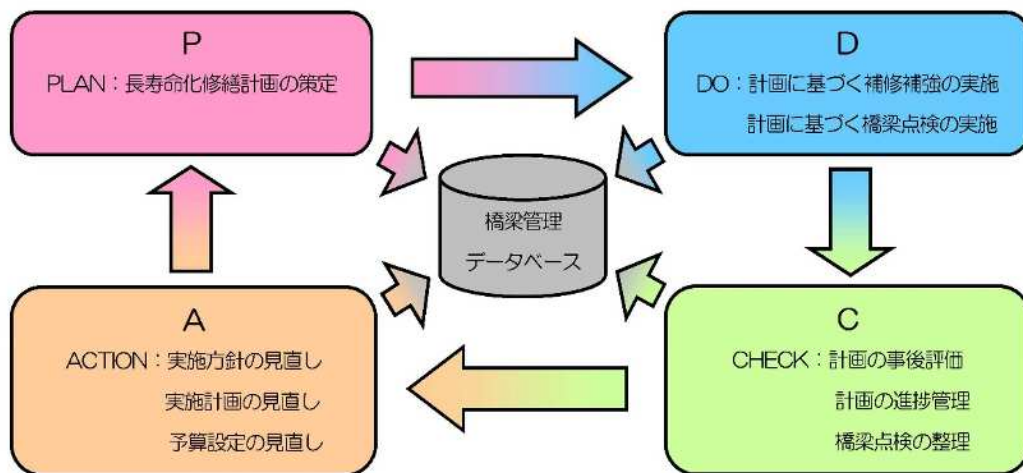 P
PLAN：長寿命化修繕計画の策定
D
DO：計画に基づく補修補強の実施
計画に基づく橋梁点検の実施
橋梁管理
データベース
A
ACTION：実施方針の見直し
実施計画の見直し
予算設定の見直し
C
CHECK：計画の事後評価
計画の進捗管理
橋梁点検の整理